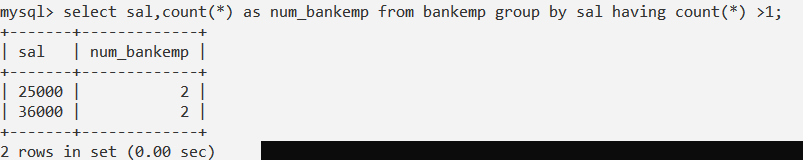 mysql> select sal,count(*) as num_bankemp from bankemp group by sal having count(*) >1;
+-------+-------------+
| sal   | num_bankemp |
+-------+-------------+
| 25000 |           2 |
| 36000 |           2 |
+-------+-------------+
2 rows in set (0.00 sec)